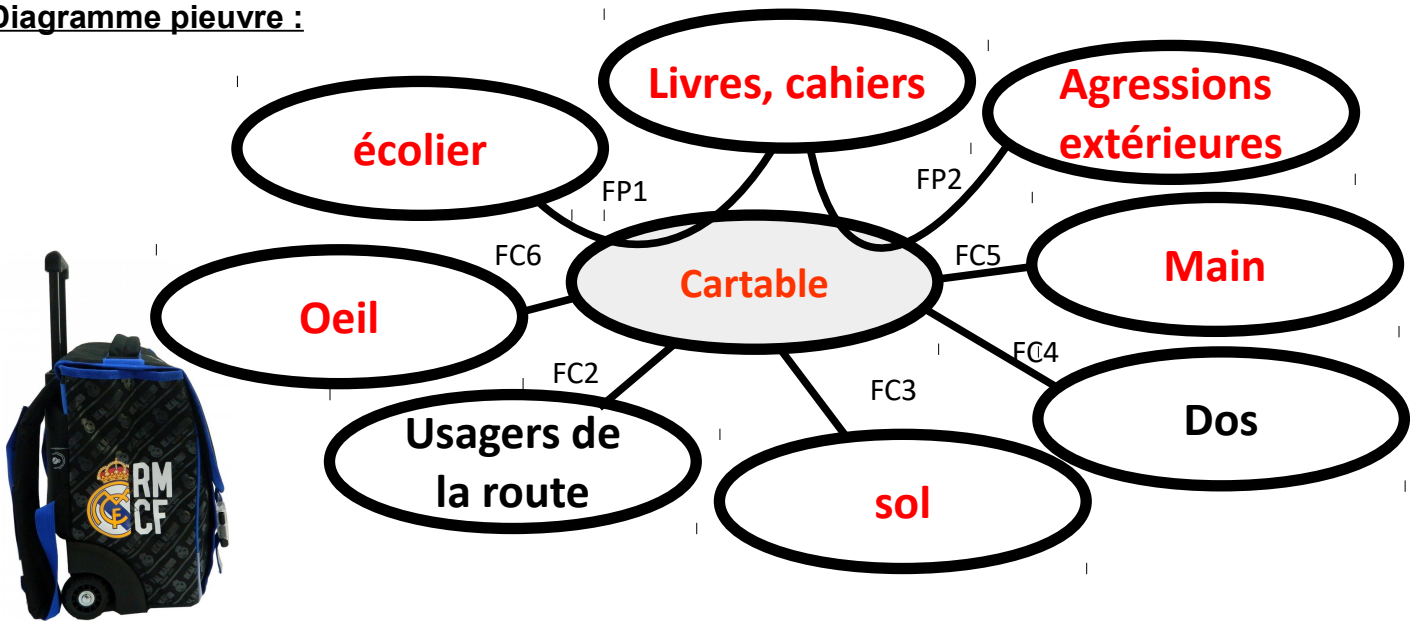 Diagramme pieuvre :
Livres, cahiers
Agressions
extérieures
écolier
FP1
FP2
FC6
FC5
Main
Cartable
Oeil
FC4
FC2
FC3
Dos
Usagers de
la route
sol
RM
CF